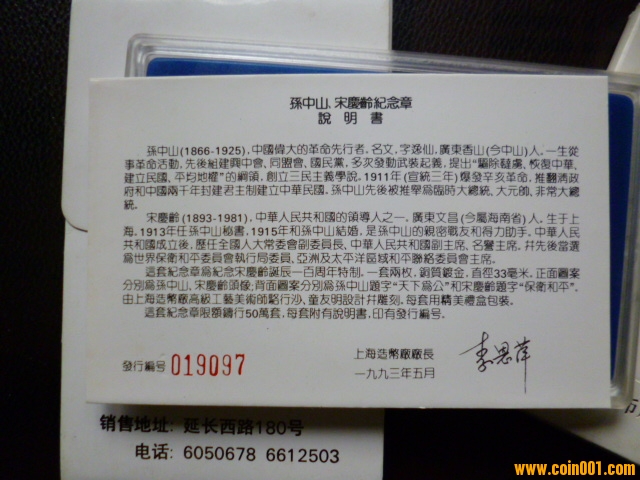 孫中山、宋慶齡紀念章
說明書
孫中山(1866-1925)，中國偉大的革命先行者，名文，字逸仙，廣東香山(今中山)人，一生從
事革命活動，先後組建興中會、同盟會、國民黨，多次發動武裝起義，提出“驅除韃虜，恢復中華，
建立民國，平均地權”的綱領，創立三民主義學說。1911年(宣統三年)爆發辛亥革命，推翻清政
府和中國兩千年封建君主制建立中華民國。孫中山先後被推舉爲臨時大總統、大元帥、非常大總
統。
宋慶齡(1893-1981)，中華人民共和國的領導人之一，廣東文昌(今屬海南省)人，生于上
海，1913年任孫中山秘書，1915年和孫中山結婚，是孫中山的親密戰友和得力助手。中華人民
共和國成立後，歷任全國人大常委會副委員長、中華人民共和國副主席、名譽主席，幷先後當選
爲世界保衛和平委員會執行局委員，亞洲及太平洋區域和平聯絡委員會主席。
這套紀念章爲紀念宋慶齡誕辰一百周年特制，一套兩枚，銅質鍍金，直徑33毫米，正面圖案
分別爲孫中山、宋慶齡頭像；背面圖案分別爲孫中山題字“天下爲公”和宋慶齡題字“保衛和平”。
由上海造幣廠高級工藝美術師駱行沙、童友明設計幷雕刻。每套用精美禮盒包裝。
這套紀念章限額鑄行50萬套，每套附有說明書，印有發行編号。
發行編号 019097
上海造幣廠廠長 李思萍
一九九三年五月
销售地址: 延长西路180号
电话: 6050678 6612503
www.coin001.com